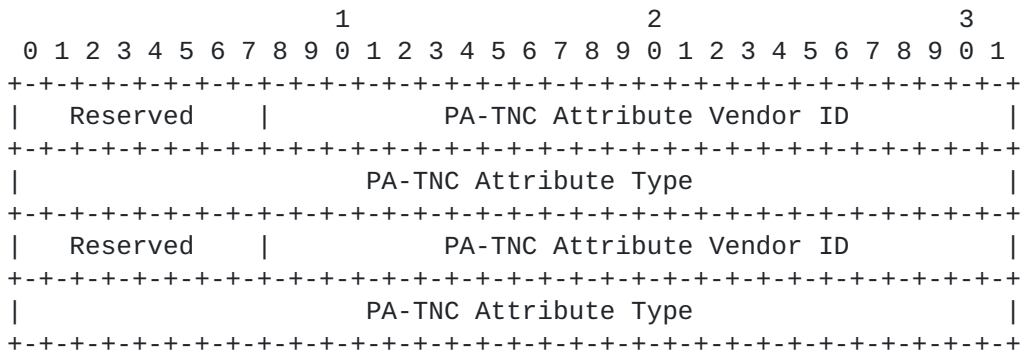 1                   2                   3
 0 1 2 3 4 5 6 7 8 9 0 1 2 3 4 5 6 7 8 9 0 1 2 3 4 5 6 7 8 9 0 1
+-+-+-+-+-+-+-+-+-+-+-+-+-+-+-+-+-+-+-+-+-+-+-+-+-+-+-+-+-+-+-+-+
|   Reserved    |           PA-TNC Attribute Vendor ID          |
+-+-+-+-+-+-+-+-+-+-+-+-+-+-+-+-+-+-+-+-+-+-+-+-+-+-+-+-+-+-+-+-+
|                      PA-TNC Attribute Type                    |
+-+-+-+-+-+-+-+-+-+-+-+-+-+-+-+-+-+-+-+-+-+-+-+-+-+-+-+-+-+-+-+-+
|   Reserved    |           PA-TNC Attribute Vendor ID          |
+-+-+-+-+-+-+-+-+-+-+-+-+-+-+-+-+-+-+-+-+-+-+-+-+-+-+-+-+-+-+-+-+
|                      PA-TNC Attribute Type                    |
+-+-+-+-+-+-+-+-+-+-+-+-+-+-+-+-+-+-+-+-+-+-+-+-+-+-+-+-+-+-+-+-+